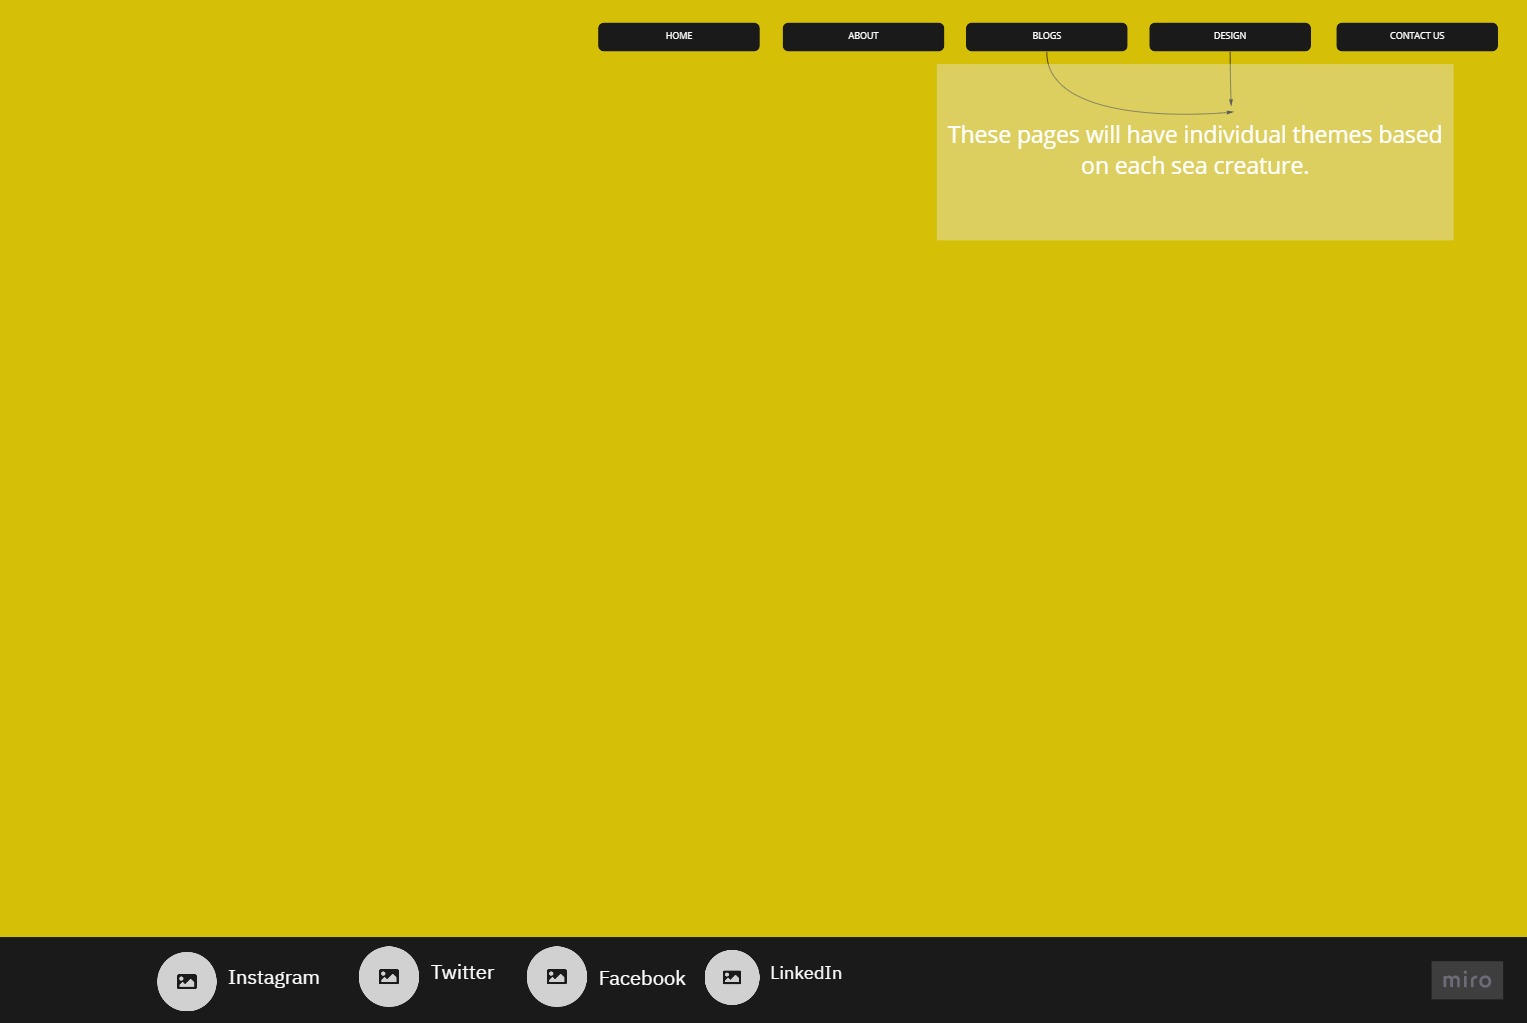 HOME
ABOUT
BLOGS
DESIGN
CONTACT US
These pages will have individual themes based
on each sea creature.
Instagram
Twitter
Facebook
LinkedIn
miro